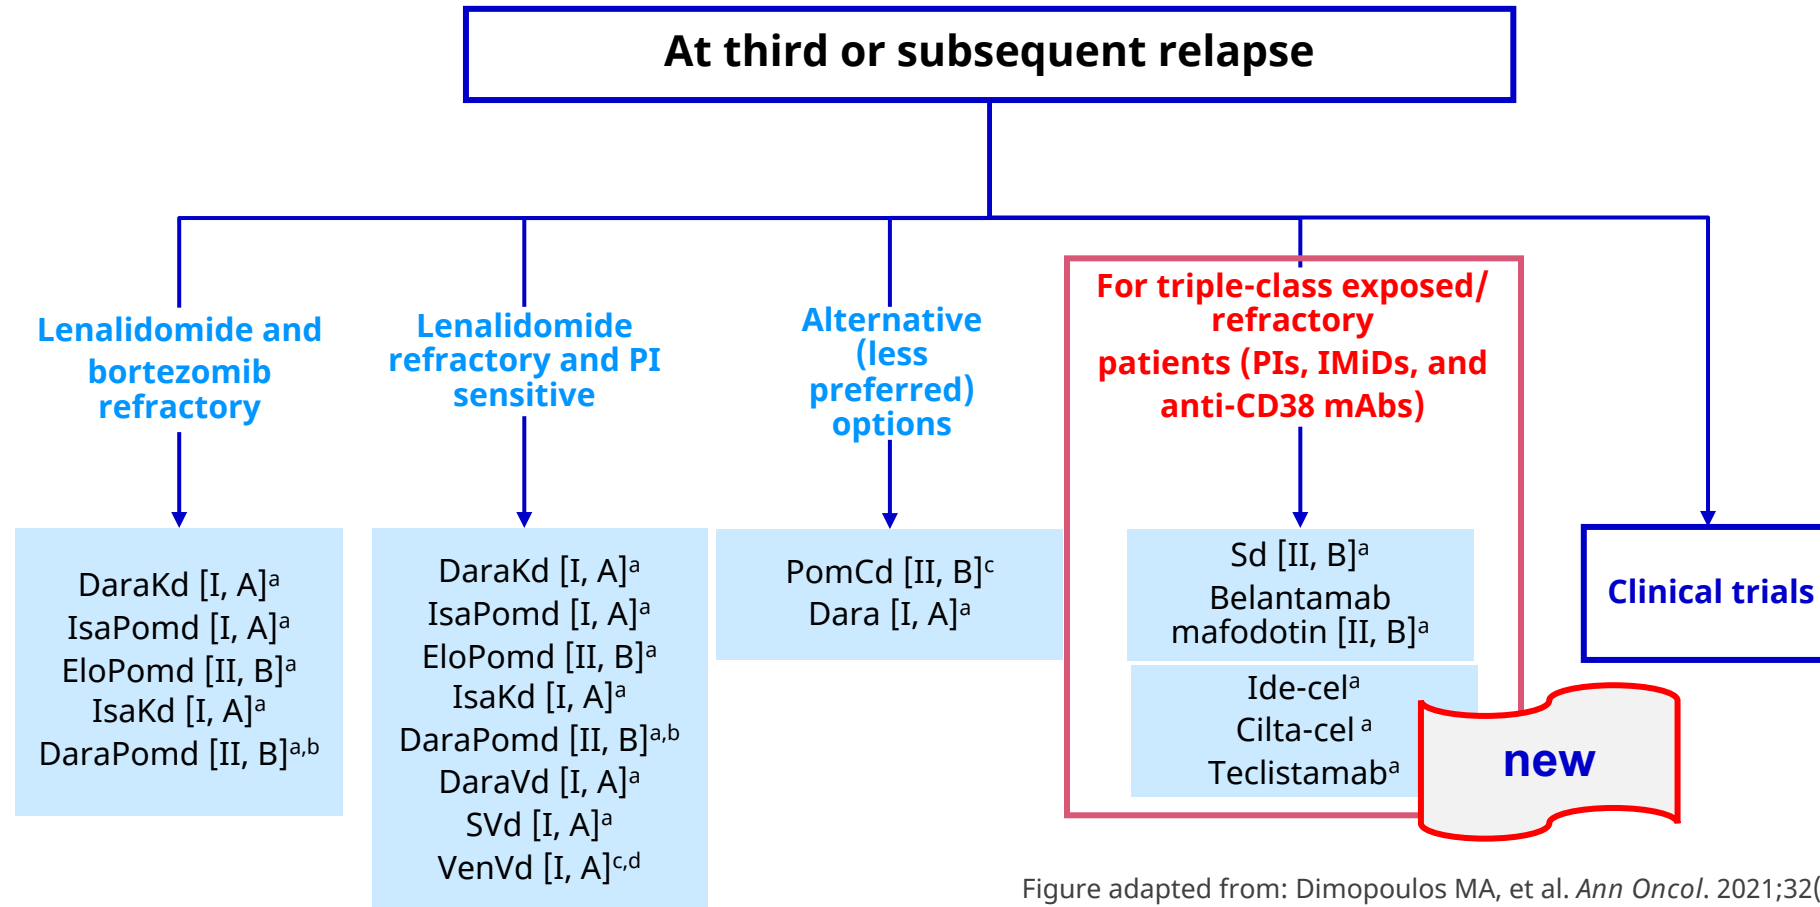 At third or subsequent relapse
Lenalidomide and
bortezomib
refractory
Lenalidomide
refractory and PI
sensitive
Alternative
(less
preferred)
options
For triple-class exposed/
refractory
patients (PIs, IMiDs, and
anti-CD38 mAbs)
DaraKd [I, A]ᵃ
IsaPomd [I, A]ᵃ
EloPomd [II, B]ᵃ
IsaKd [I, A]ᵃ
DaraPomd [II, B]ᵃ,ᵇ
DaraKd [I, A]ᵃ
IsaPomd [I, A]ᵃ
EloPomd [II, B]ᵃ
IsaKd [I, A]ᵃ
DaraPomd [II, B]ᵃ,ᵇ
DaraVd [I, A]ᵃ
SVd [I, A]ᵃ
VenVd [I, A]ᶜ,ᵈ
PomCd [II, B]ᶜ
Dara [I, A]ᵃ
Sd [II, B]ᵃ
Belantamab
mafodotin [II, B]ᵃ
Ide-celᵃ
Cilta-cel ᵃ
Teclistamabᵃ
new
Clinical trials
Figure adapted from: Dimopoulos MA, et al. Ann Oncol. 2021;32(